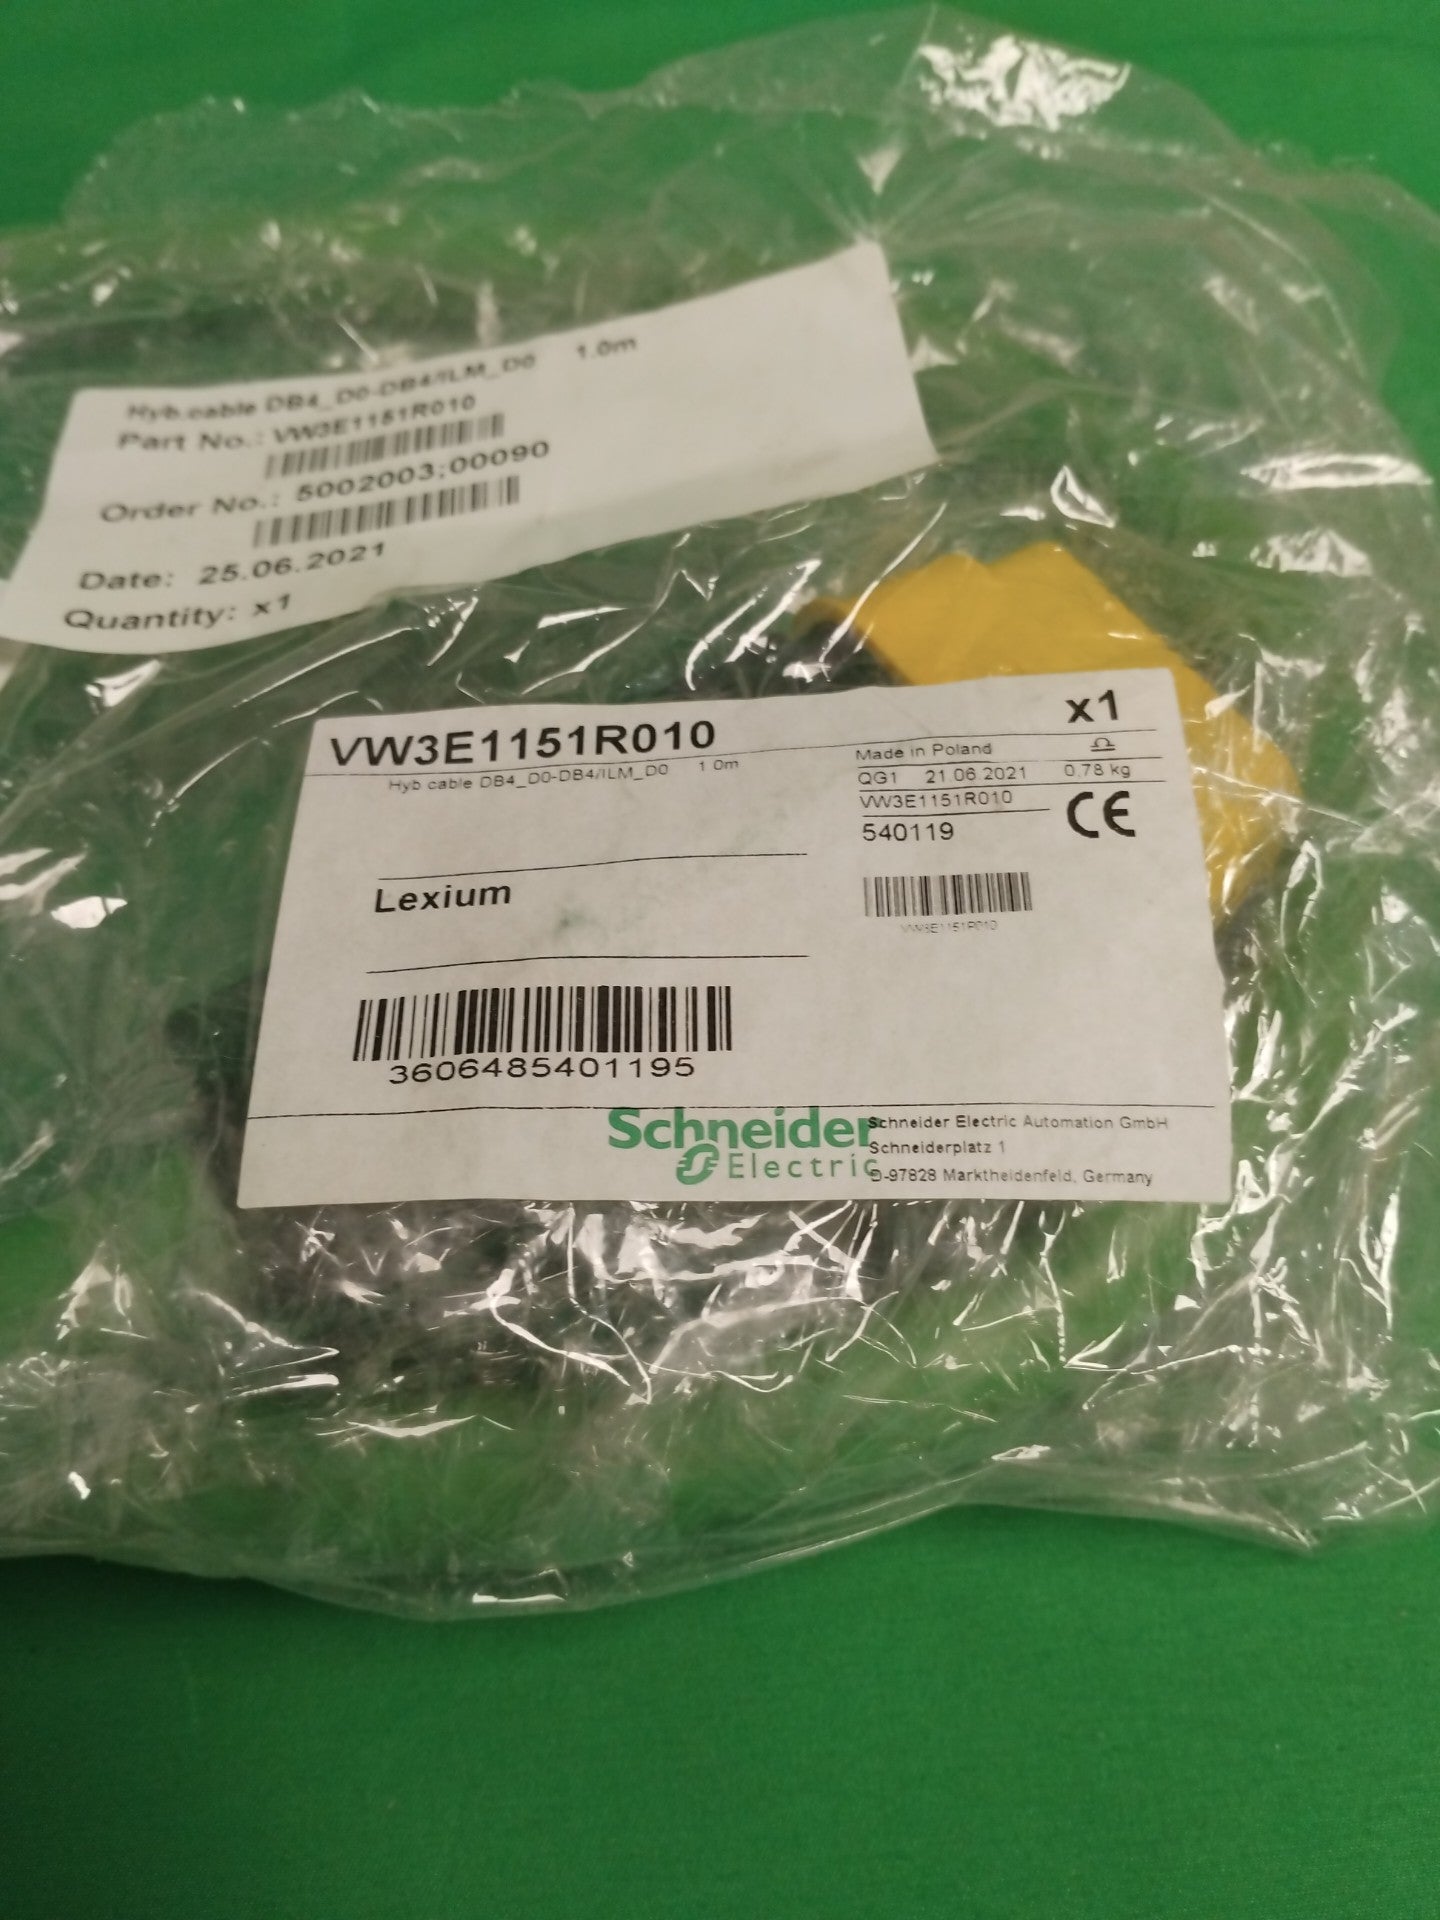 Hyb.cable DB4_D0-DB4/ILM_D0 1.0m
Part No.: VW3E1151R010
Order No.: 5002003;00090
Date: 25.06.2021
Quantity: x1
VW3E1151R010 x1
Hyb cable DB4_D0-DB4/ILM_D0 1 0m
Made in Poland
QG1 21.06.2021 0,78 kg
VW3E1151R010
540119
CE
Lexium
VW3E1151R010
3606485401195
Schneider
Electric
Schneider Electric Automation GmbH
Schneiderplatz 1
D-97828 Marktheidenfeld, Germany